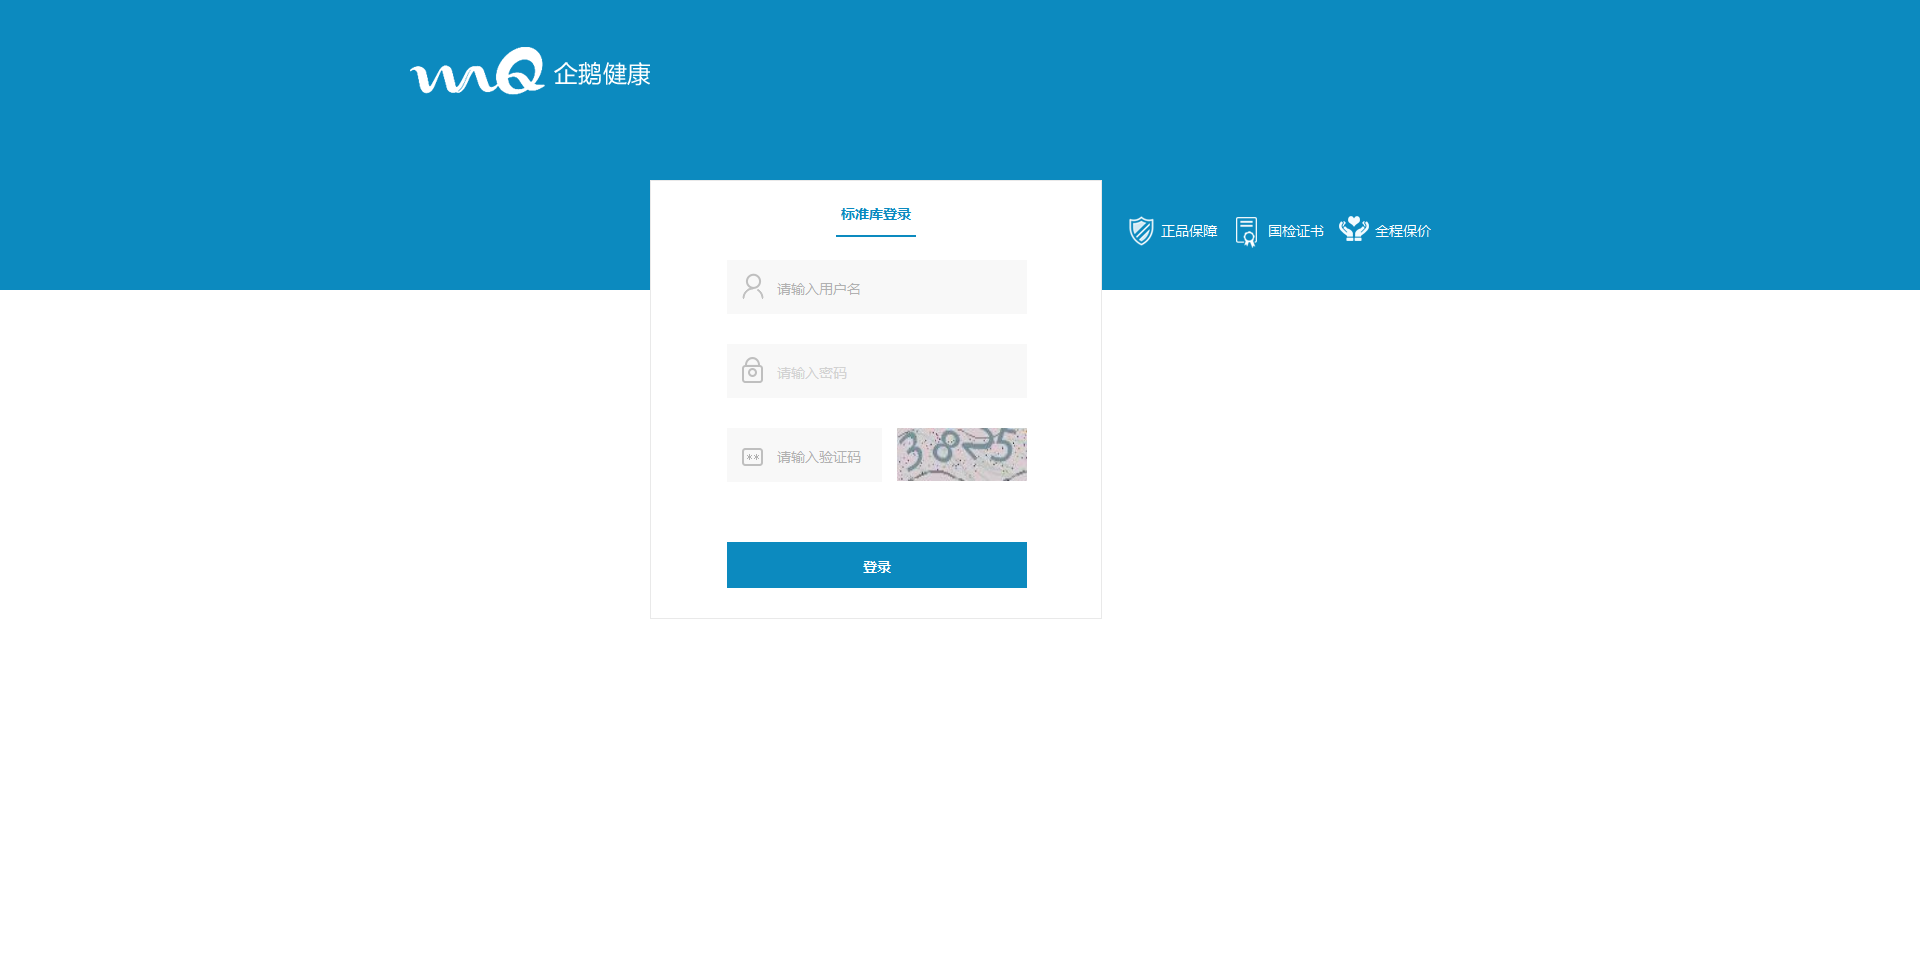 mQ 企鹅健康
标准库登录
正品保障 国检证书 全程保价
请输入用户名
请输入密码
请输入验证码 3825
登录